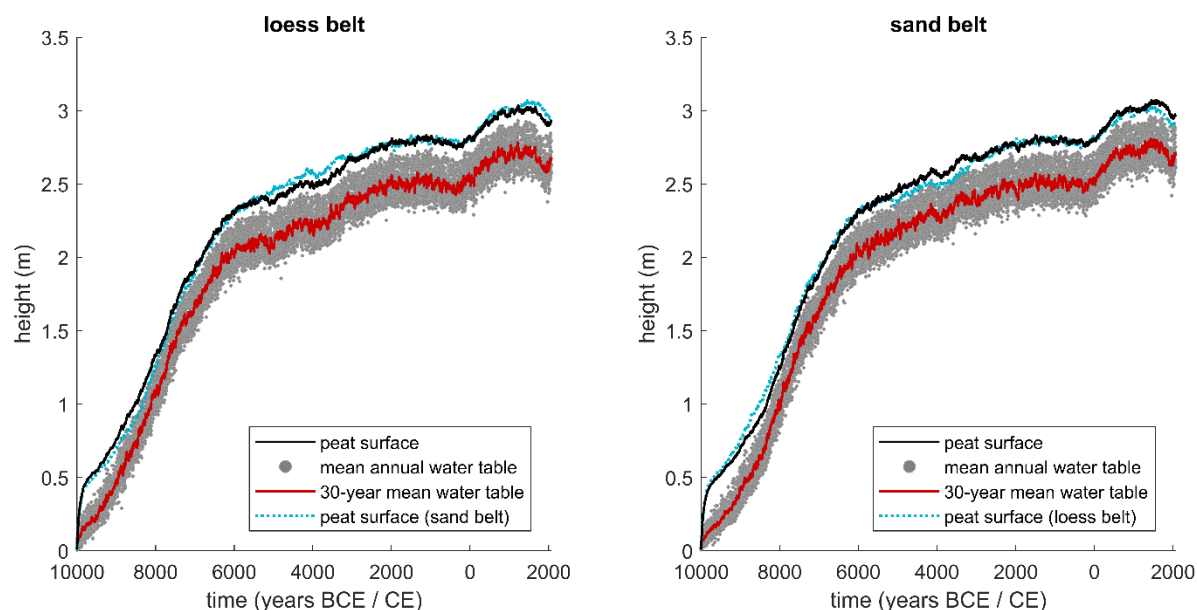 loess belt
3.5
3
2.5
2
1.5
1
0.5
0
height (m)
10000 8000 6000 4000 2000 0 2000
time (years BCE / CE)
peat surface
mean annual water table
30-year mean water table
peat surface (sand belt)
sand belt
3.5
3
2.5
2
1.5
1
0.5
0
height (m)
10000 8000 6000 4000 2000 0 2000
time (years BCE / CE)
peat surface
mean annual water table
30-year mean water table
peat surface (loess belt)